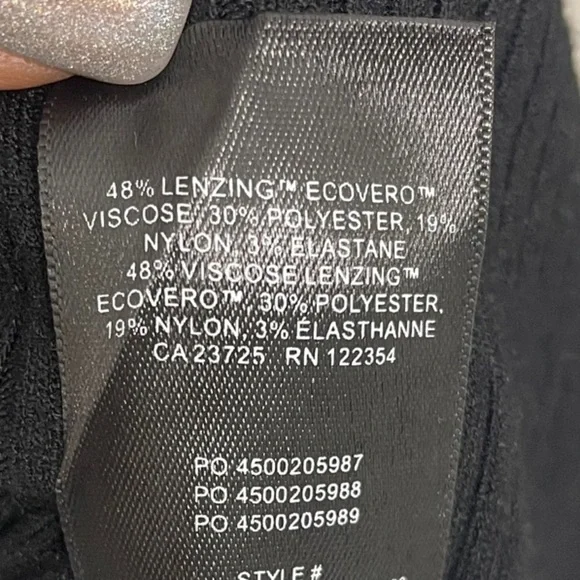 48% LENZING™ ECOVERO™
VISCOSE, 30% POLYESTER, 19%
NYLON, 3% ELASTANE
48% VISCOSE LENZING™
ECOVERO™, 30% POLYESTER,
19% NYLON, 3% ÉLASTHANNE
CA 23725 RN 122354
PO 4500205987
PO 4500205988
PO 4500205989
STYLE #